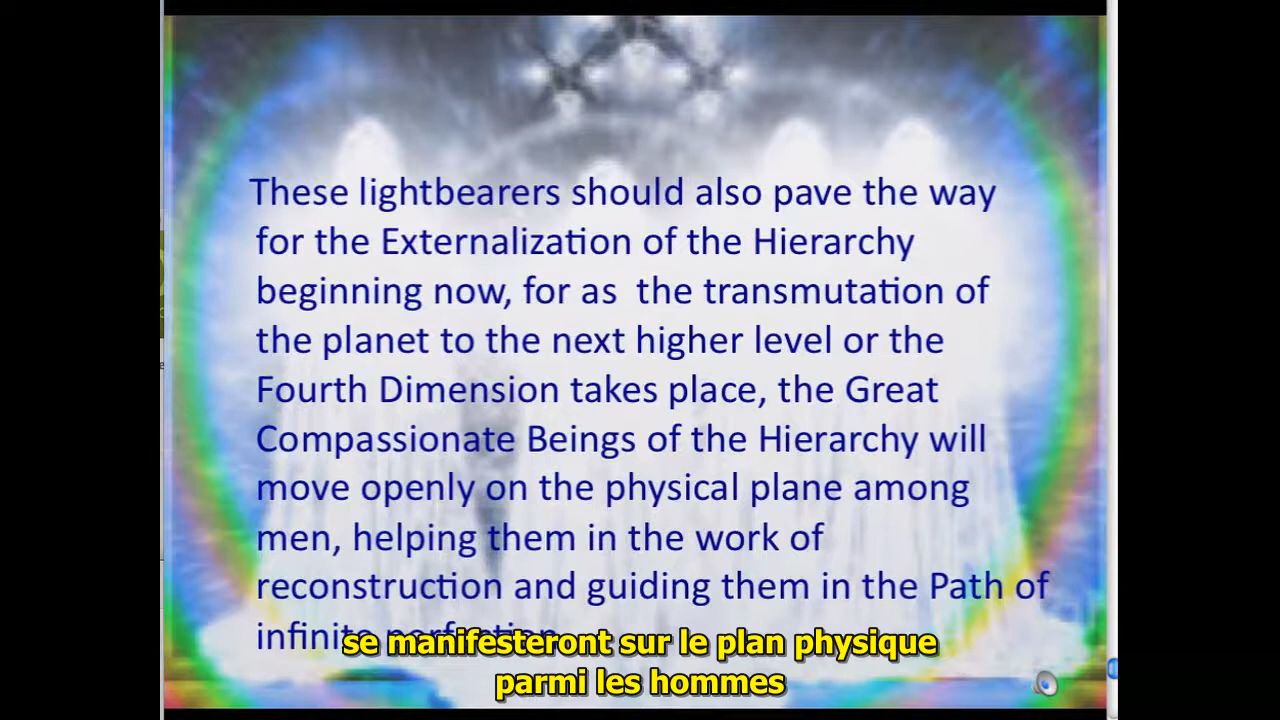 These lightbearers should also pave the way
for the Externalization of the Hierarchy
beginning now, for as  the transmutation of
the planet to the next higher level or the
Fourth Dimension takes place, the Great
Compassionate Beings of the Hierarchy will
move openly on the physical plane among
men, helping them in the work of
reconstruction and guiding them in the Path of
infinite
se manifesteront sur le plan physique
parmi les hommes